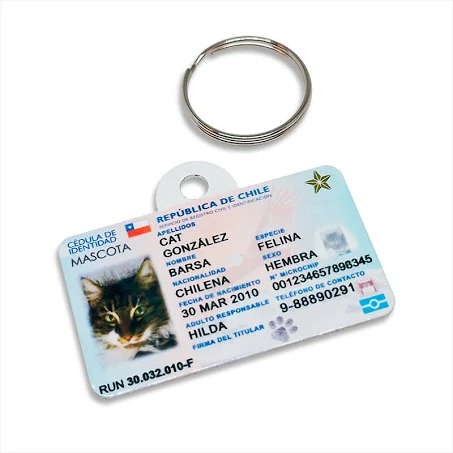 REPÚBLICA DE CHILE
SERVICIO DE REGISTRO CIVIL E IDENTIFICACIÓN
CÉDULA DE
IDENTIDAD
MASCOTA
APELLIDOS
CAT
GONZÁLEZ
NOMBRE
BARSA
NACIONALIDAD
CHILENA
FECHA DE NACIMIENTO
30 MAR 2010
ADULTO RESPONSABLE
HILDA
FIRMA DEL TITULAR
ESPECIE
FELINA
SEXO
HEMBRA
N° MICROCHIP
001234657898345
TELÉFONO DE CONTACTO
9-88890291
RUN 30.032.010-F